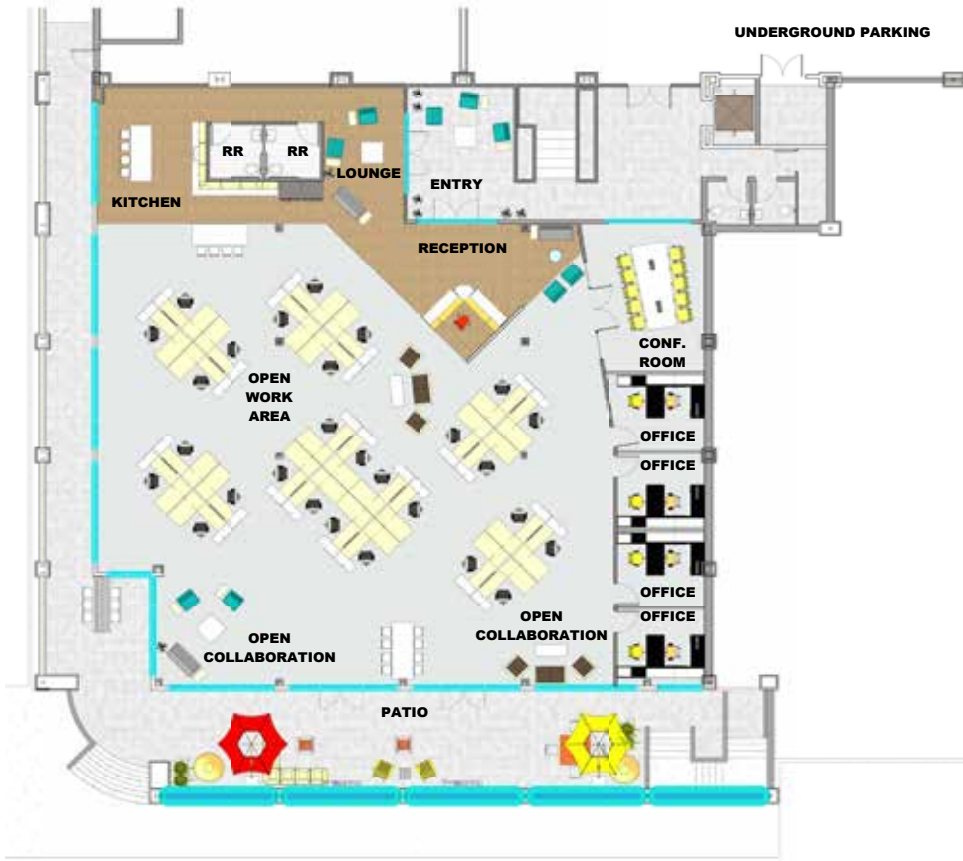 UNDERGROUND PARKING
RR
RR
LOUNGE
ENTRY
KITCHEN
RECEPTION
CONF.
ROOM
OPEN
WORK
AREA
OFFICE
OFFICE
OFFICE
OFFICE
OPEN
COLLABORATION
OPEN
COLLABORATION
PATIO